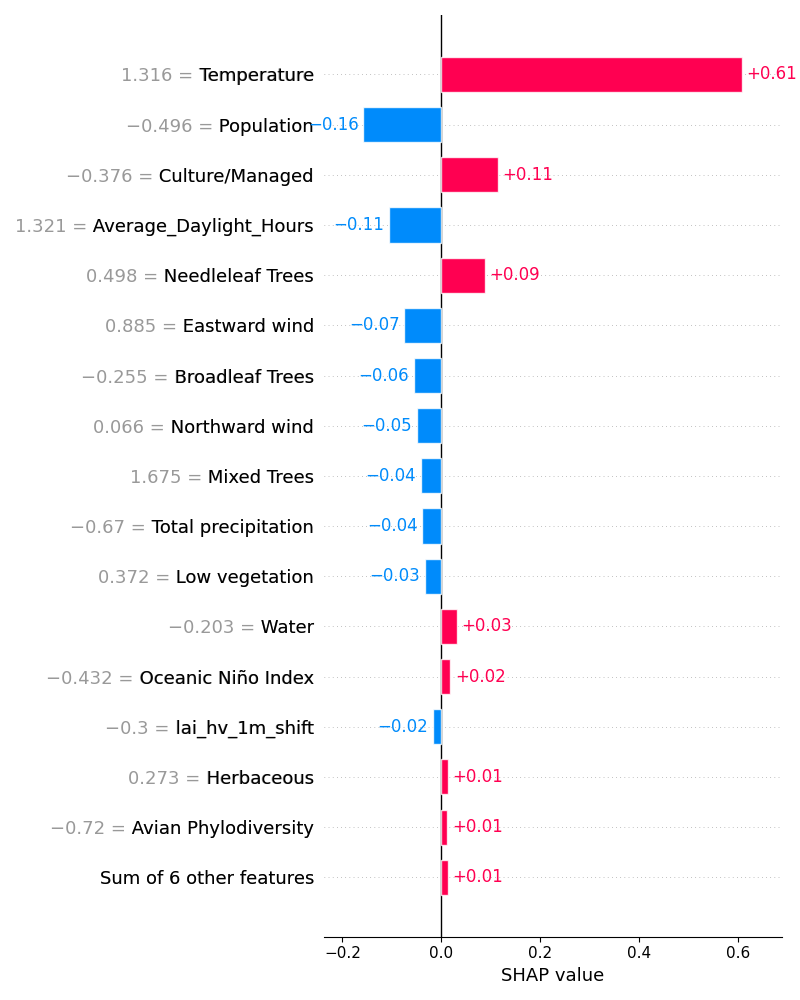 1.316 = Temperature +0.61
−0.496 = Population −0.16
−0.376 = Culture/Managed +0.11
1.321 = Average_Daylight_Hours −0.11
0.498 = Needleleaf Trees +0.09
0.885 = Eastward wind −0.07
−0.255 = Broadleaf Trees −0.06
0.066 = Northward wind −0.05
1.675 = Mixed Trees −0.04
−0.67 = Total precipitation −0.04
0.372 = Low vegetation −0.03
−0.203 = Water +0.03
−0.432 = Oceanic Niño Index +0.02
−0.3 = lai_hv_1m_shift −0.02
0.273 = Herbaceous +0.01
−0.72 = Avian Phylodiversity +0.01
Sum of 6 other features +0.01
−0.2 0.0 0.2 0.4 0.6
SHAP value